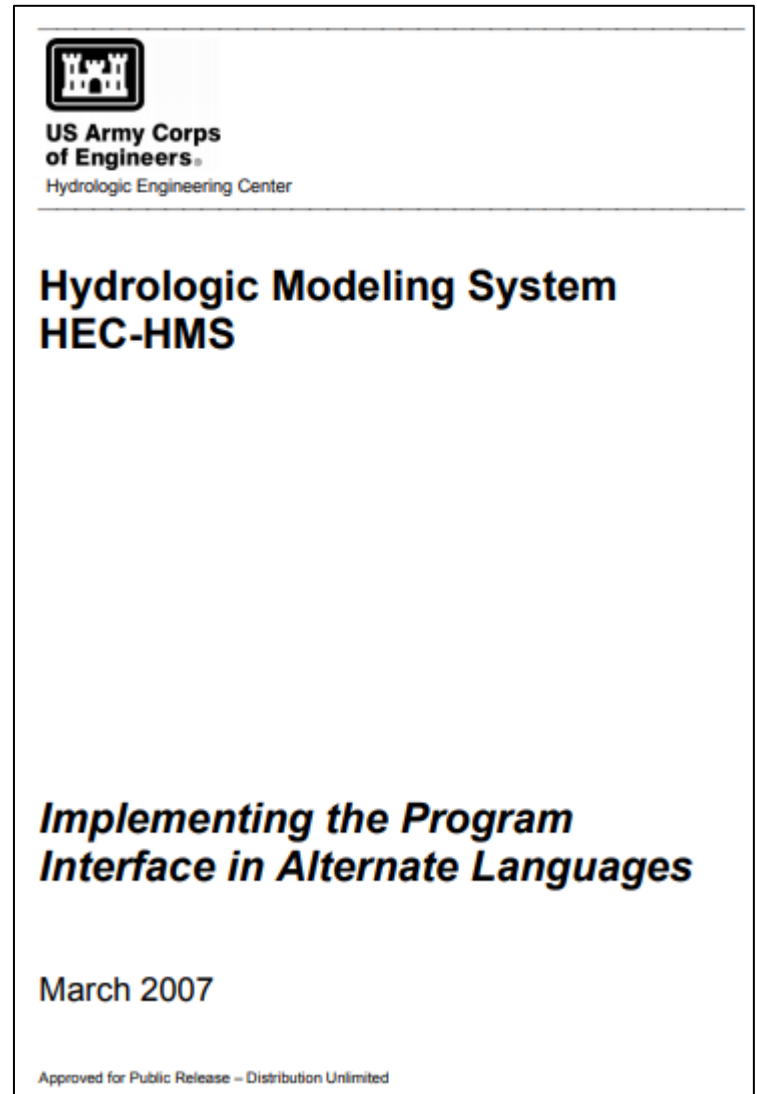 US Army Corps
of Engineers®
Hydrologic Engineering Center
Hydrologic Modeling System
HEC-HMS
Implementing the Program
Interface in Alternate Languages
March 2007
Approved for Public Release – Distribution Unlimited